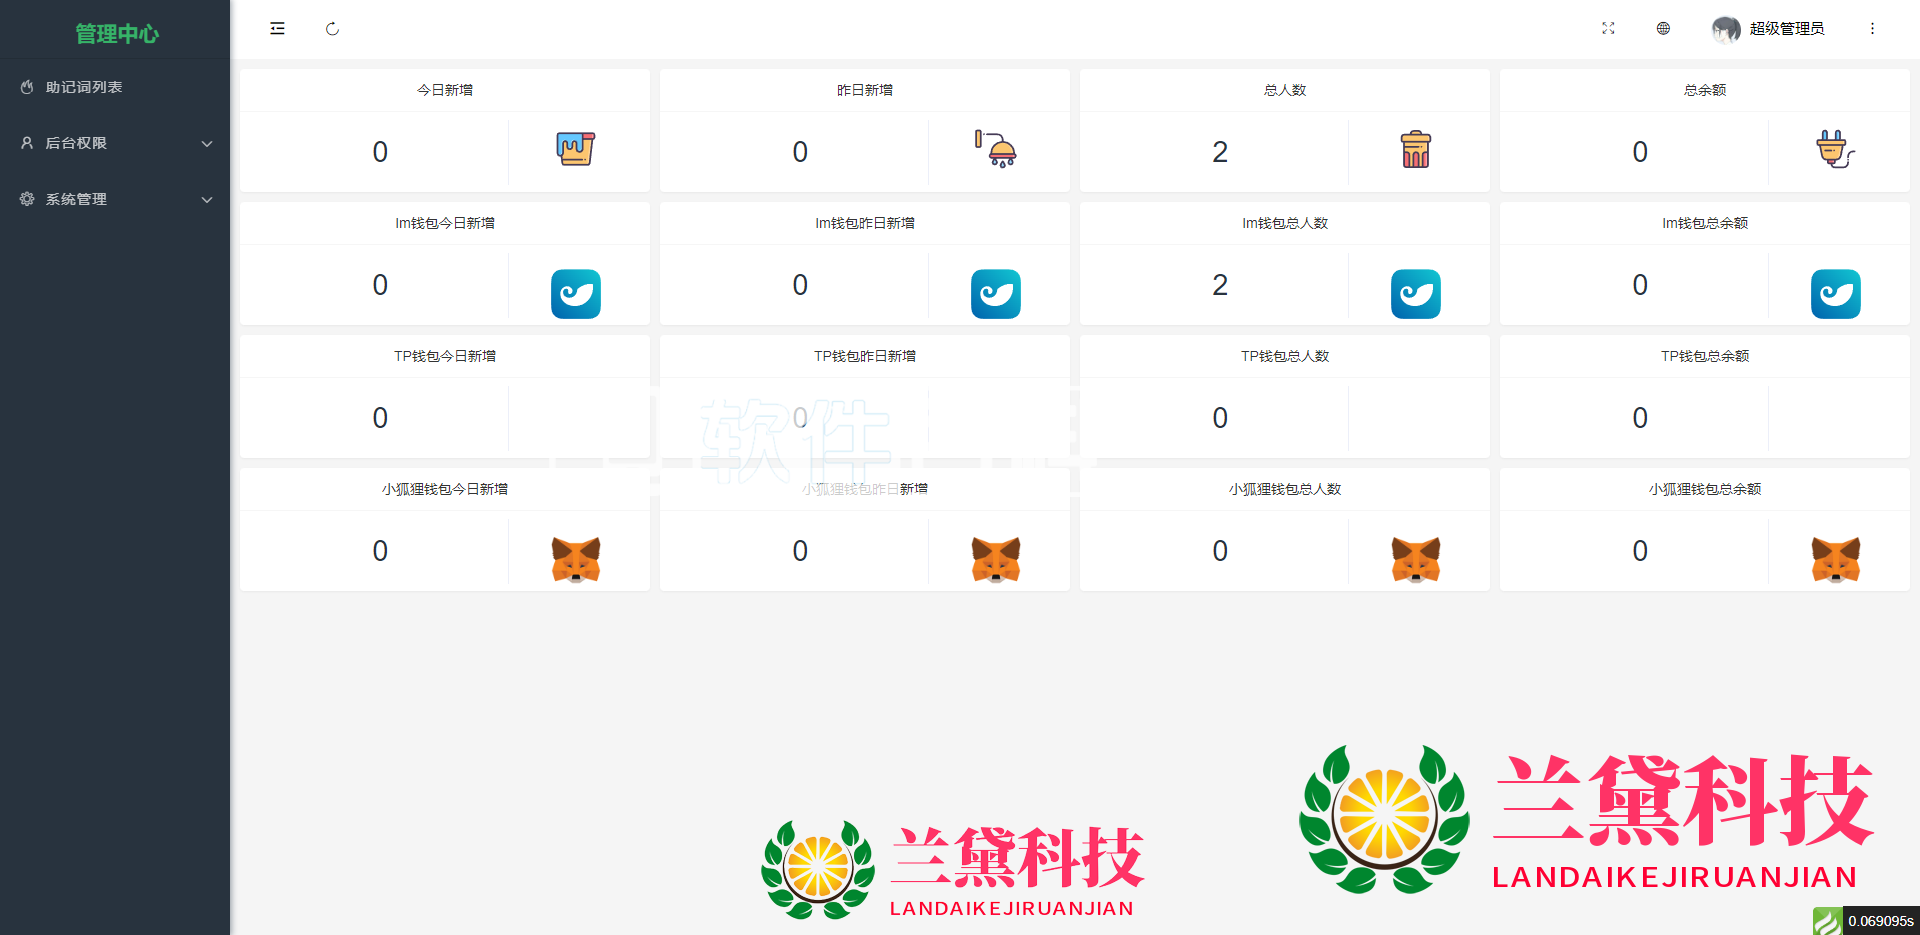 管理中心
超级管理员
助记词列表
后台权限
系统管理
今日新增
昨日新增
总人数
总余额
0
0
2
0
Im钱包今日新增
Im钱包昨日新增
Im钱包总人数
Im钱包总余额
0
0
2
0
TP钱包今日新增
TP钱包昨日新增
TP钱包总人数
TP钱包总余额
0
0
0
0
软件
小狐狸钱包今日新增
小狐狸钱包昨日新增
小狐狸钱包总人数
小狐狸钱包总余额
0
0
0
0
兰黛科技
LANDAIKEJIRUANJIAN
兰黛科技
LANDAIKEJIRUANJIAN
0.069095s